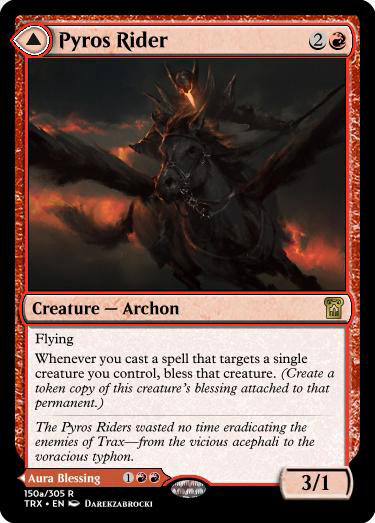 Pyros Rider 2
Creature — Archon
Flying
Whenever you cast a spell that targets a single
creature you control, bless that creature. (Create a
token copy of this creature's blessing attached to that
permanent.)
The Pyros Riders wasted no time eradicating the
enemies of Trax—from the vicious acephali to the
voracious typhon.
Aura Blessing 1
3/1
150a/305 R
TRX • EN Darekzabrocki